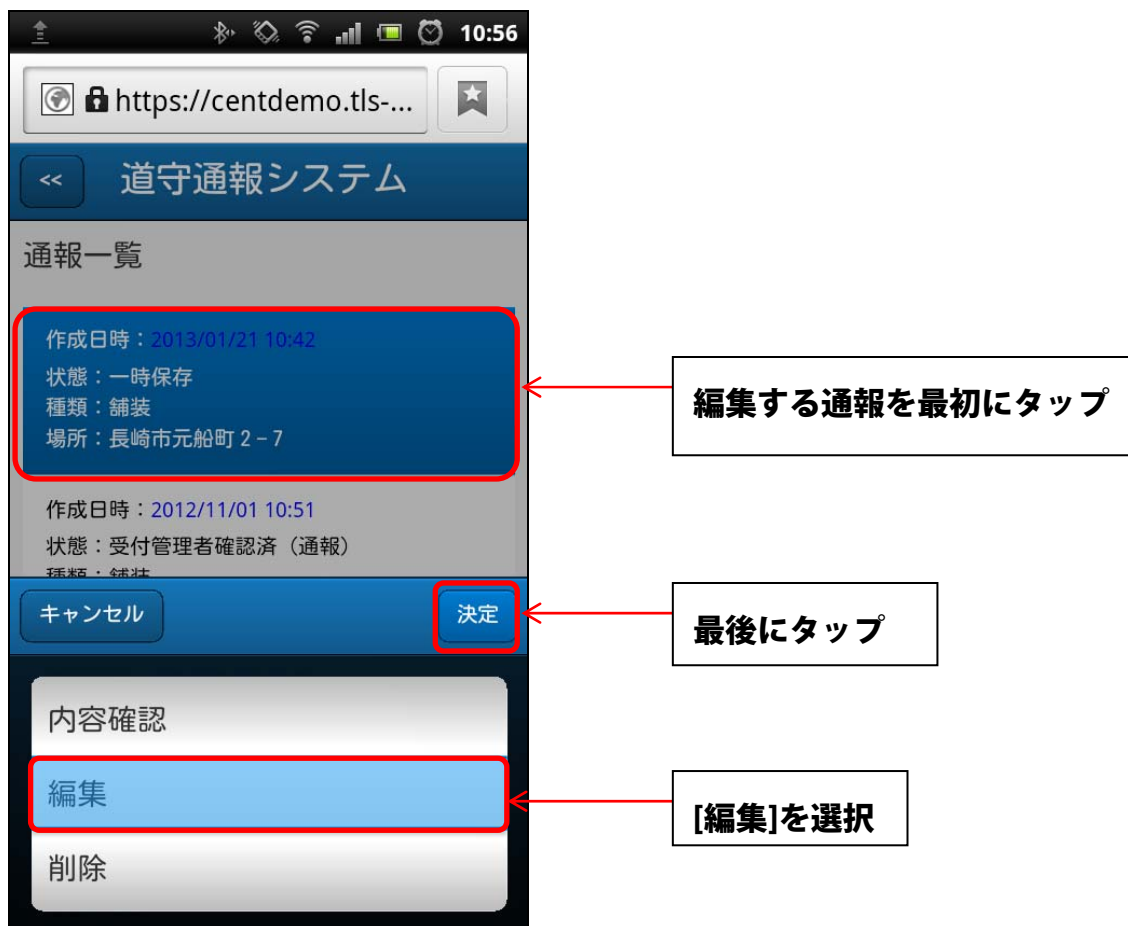 10:56
https://centdemo.tls-...
<< 道守通報システム
通報一覧
作成日時：2013/01/21 10:42
状態：一時保存
種類：舗装
場所：長崎市元船町２－７
編集する通報を最初にタップ
作成日時：2012/11/01 10:51
状態：受付管理者確認済（通報）
種類：舗装
キャンセル 決定
最後にタップ
内容確認
編集
[編集]を選択
削除